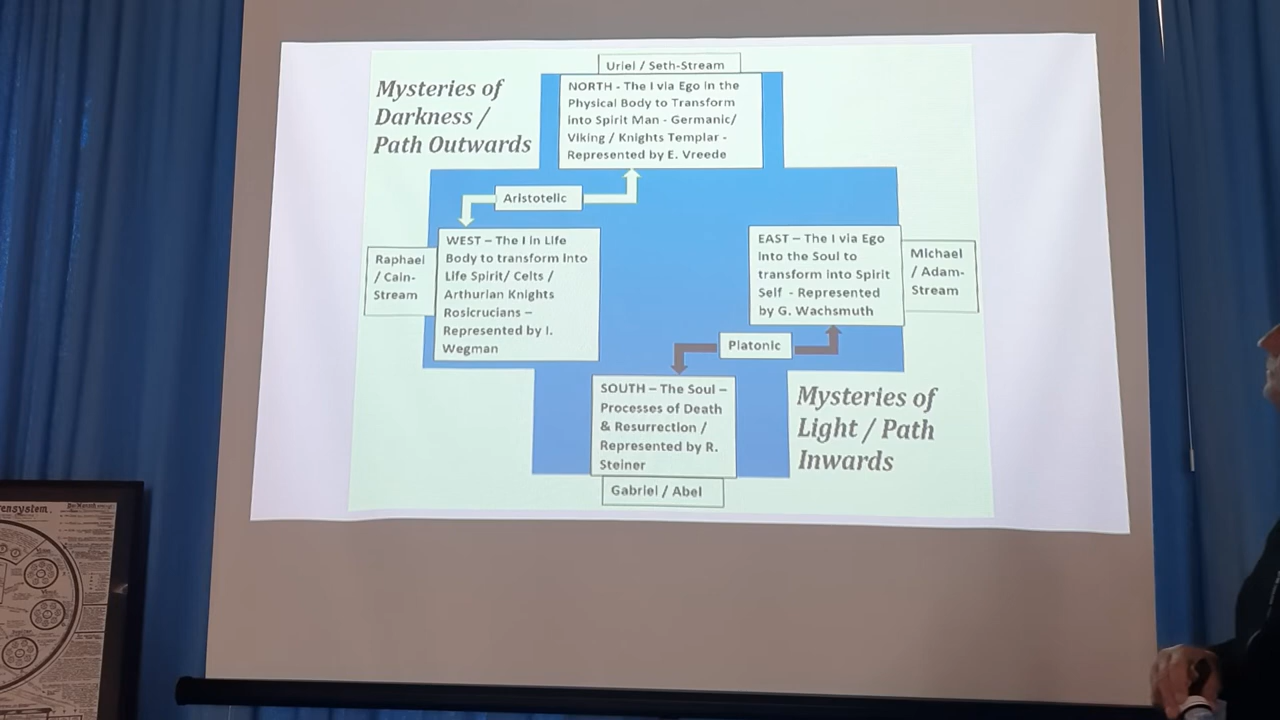 Uriel / Seth-Stream
Mysteries of
Darkness /
Path Outwards
NORTH - The I via Ego in the
Physical Body to Transform
into Spirit Man - Germanic/
Viking / Knights Templar -
Represented by E. Vreede
Aristotelic
Raphael
/ Cain-
Stream
WEST – The I in Life
Body to transform into
Life Spirit/ Celts /
Arthurian Knights
Rosicrucians –
Represented by I.
Wegman
EAST – The I via Ego
into the Soul to
transform into Spirit
Self - Represented
by G. Wachsmuth
Michael
/ Adam-
Stream
Platonic
SOUTH – The Soul –
Processes of Death
& Resurrection /
Represented by R.
Steiner
Gabriel / Abel
Mysteries of
Light / Path
Inwards
ensystem.